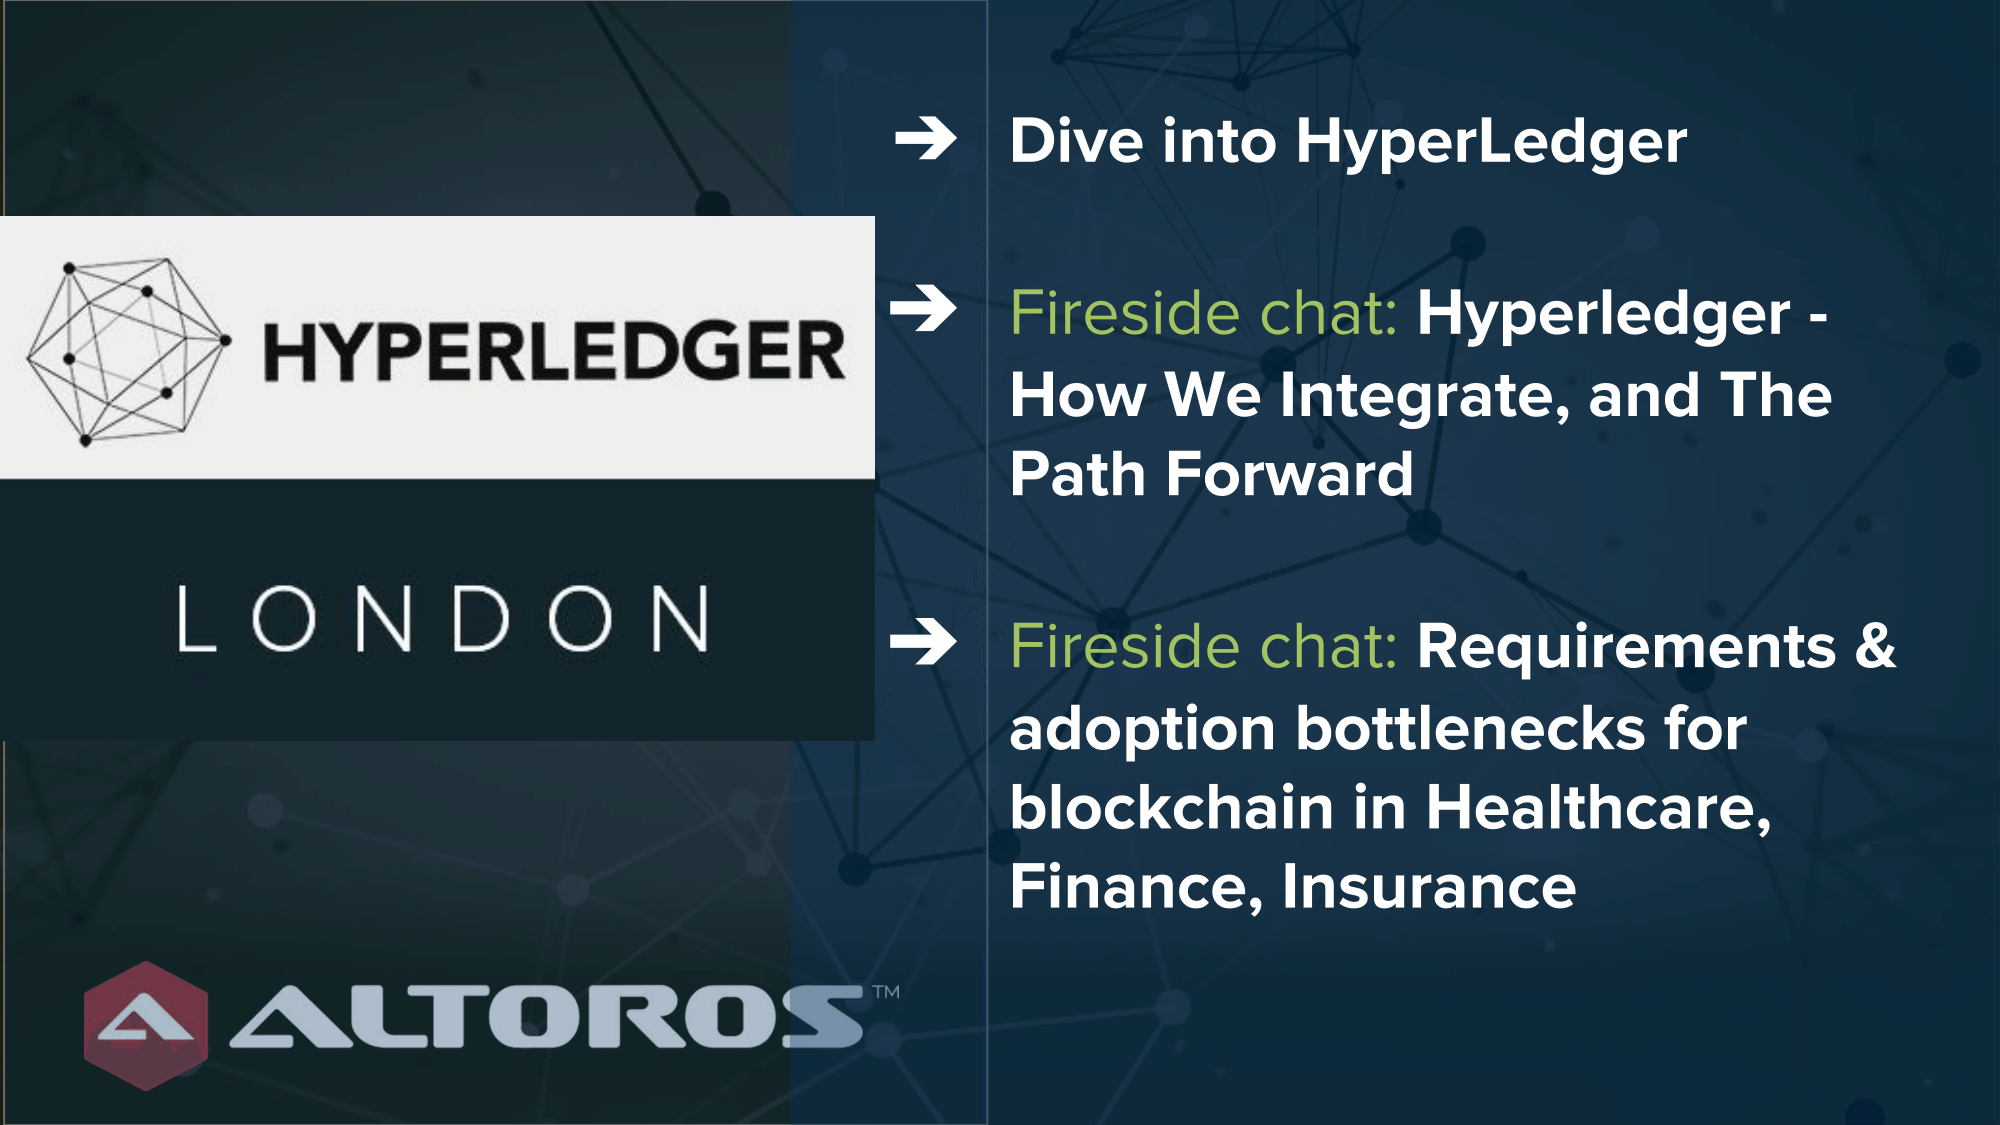 HYPERLEDGER
LONDON
ALTOROS™
➔ Dive into HyperLedger
➔ Fireside chat: Hyperledger -
How We Integrate, and The
Path Forward
➔ Fireside chat: Requirements &
adoption bottlenecks for
blockchain in Healthcare,
Finance, Insurance